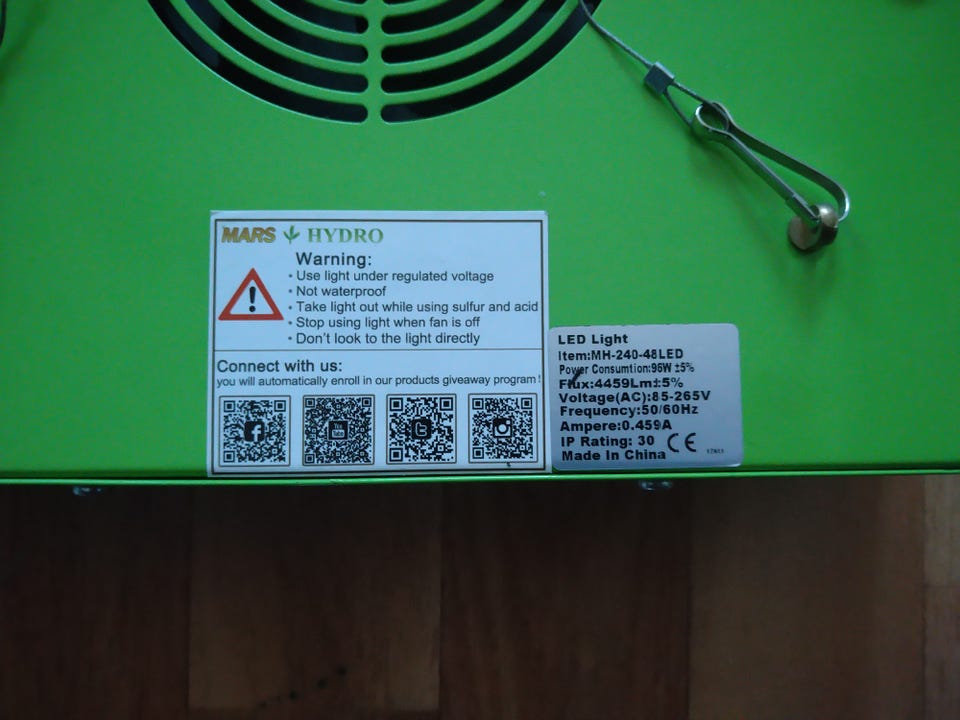 MARS HYDRO
Warning:
• Use light under regulated voltage
• Not waterproof
• Take light out while using sulfur and acid
• Stop using light when fan is off
• Don't look to the light directly
Connect with us:
you will automatically enroll in our products giveaway program !
LED Light
Item:MH-240-48LED
Power Consumtion:96W ±5%
Flux:4459Lm±5%
Voltage(AC):85-265V
Frequency:50/60Hz
Ampere:0.459A
IP Rating: 30 CE
Made In China